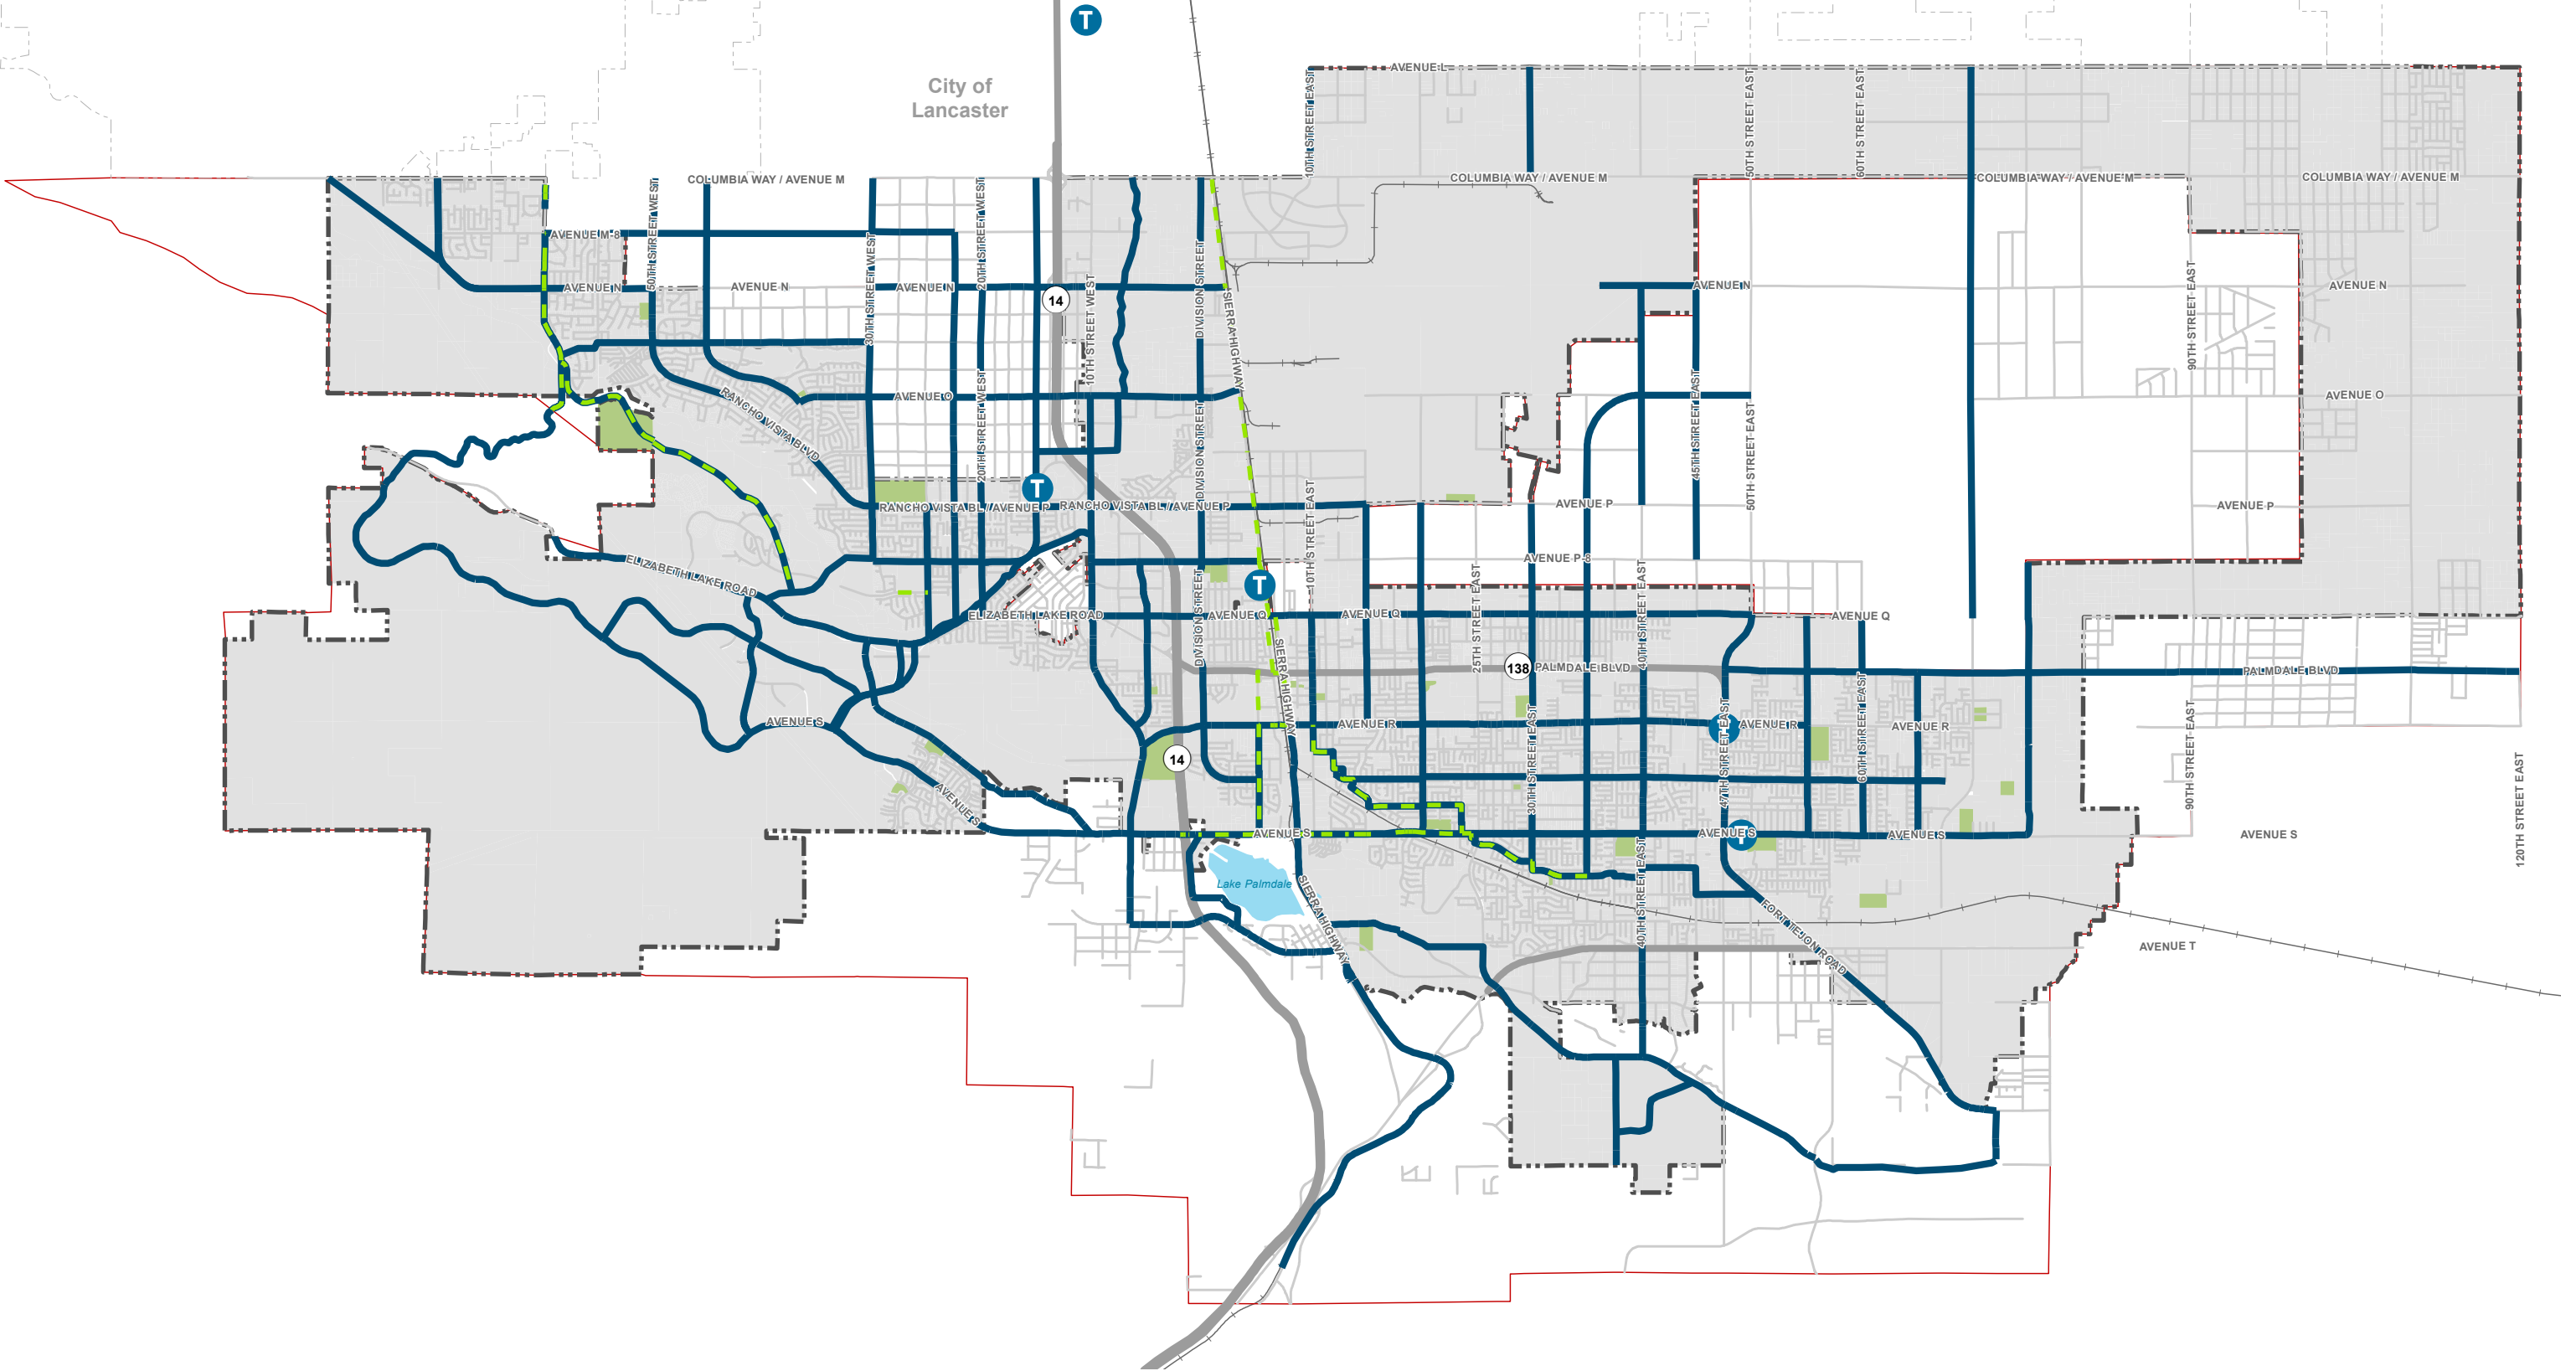 T
City of
Lancaster
AVENUE L
10TH STREET EAST
50TH STREET EAST
60TH STREET EAST
COLUMBIA WAY / AVENUE M
COLUMBIA WAY / AVENUE M
COLUMBIA WAY / AVENUE M
COLUMBIA WAY / AVENUE M
50TH STREET WEST
20TH STREET WEST
AVENUE M-8
30TH STREET WEST
DIVISION STREET
10TH STREET WEST
AVENUE N
AVENUE N
AVENUE N
AVENUE N
AVENUE N
14
SIERRA HIGHWAY
90TH STREET EAST
RANCHO VISTA BLVD
AVENUE O
20TH STREET WEST
DIVISION STREET
45TH STREET EAST
50TH STREET EAST
AVENUE O
T
RANCHO VISTA BL / AVENUE P
RANCHO VISTA BL / AVENUE P
10TH STREET EAST
AVENUE P
AVENUE P
ELIZABETH LAKE ROAD
AVENUE P-8
T
DIVISION STREET
25TH STREET EAST
40TH STREET EAST
ELIZABETH LAKE ROAD
AVENUE Q
AVENUE Q
AVENUE Q
SIERRA HIGHWAY
138
PALMDALE BLVD
PALMDALE BLVD
AVENUE S
AVENUE R
T
AVENUE R
AVENUE R
30TH STREET EAST
47TH STREET EAST
60TH STREET EAST
90TH STREET EAST
120TH STREET EAST
14
AVENUE S
AVENUE S
AVENUE S
T
AVENUE S
AVENUE S
Lake Palmdale
SIERRA HIGHWAY
40TH STREET EAST
FORT TEJON ROAD
AVENUE T